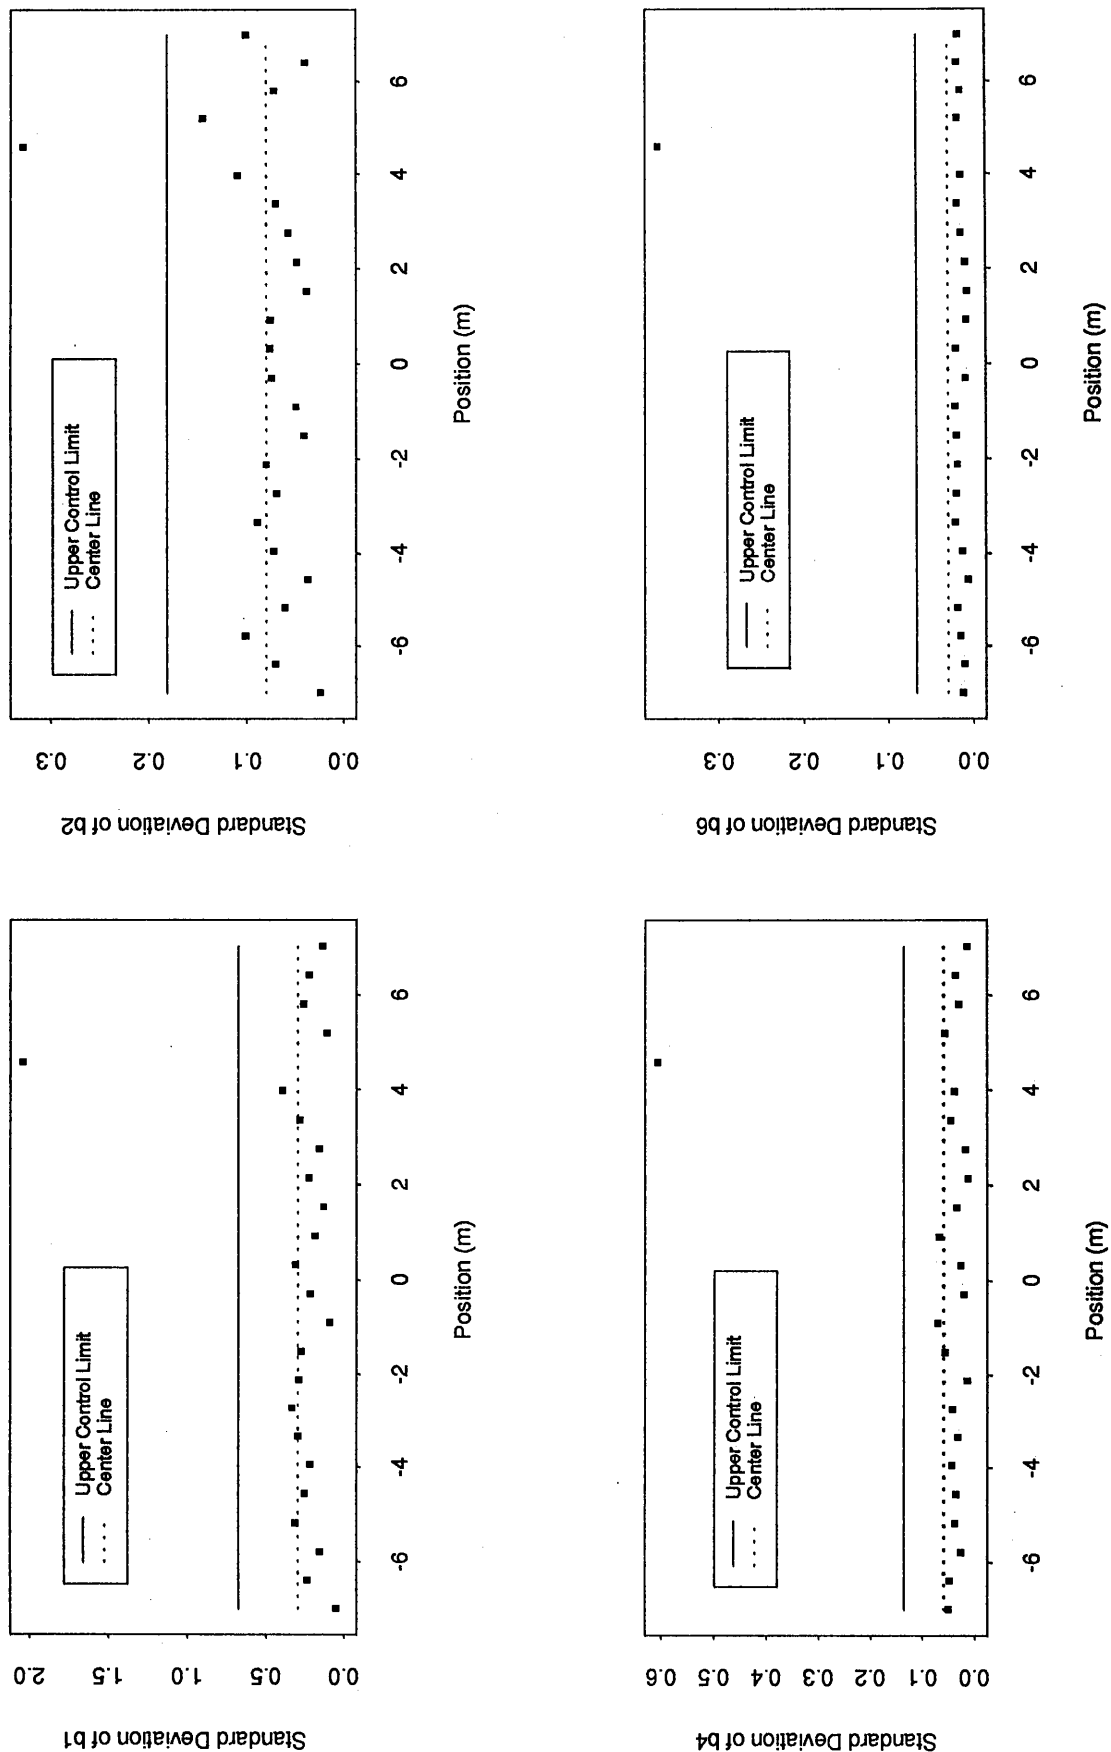 Standard Deviation of b1
2.0
1.5
1.0
0.5
0.0
Upper Control Limit
Center Line
-6 -4 -2 0 2 4 6
Position (m)
Standard Deviation of b2
0.3
0.2
0.1
0.0
Upper Control Limit
Center Line
-6 -4 -2 0 2 4 6
Position (m)
Standard Deviation of b4
0.6
0.5
0.4
0.3
0.2
0.1
0.0
Upper Control Limit
Center Line
-6 -4 -2 0 2 4 6
Position (m)
Standard Deviation of b6
0.3
0.2
0.1
0.0
Upper Control Limit
Center Line
-6 -4 -2 0 2 4 6
Position (m)